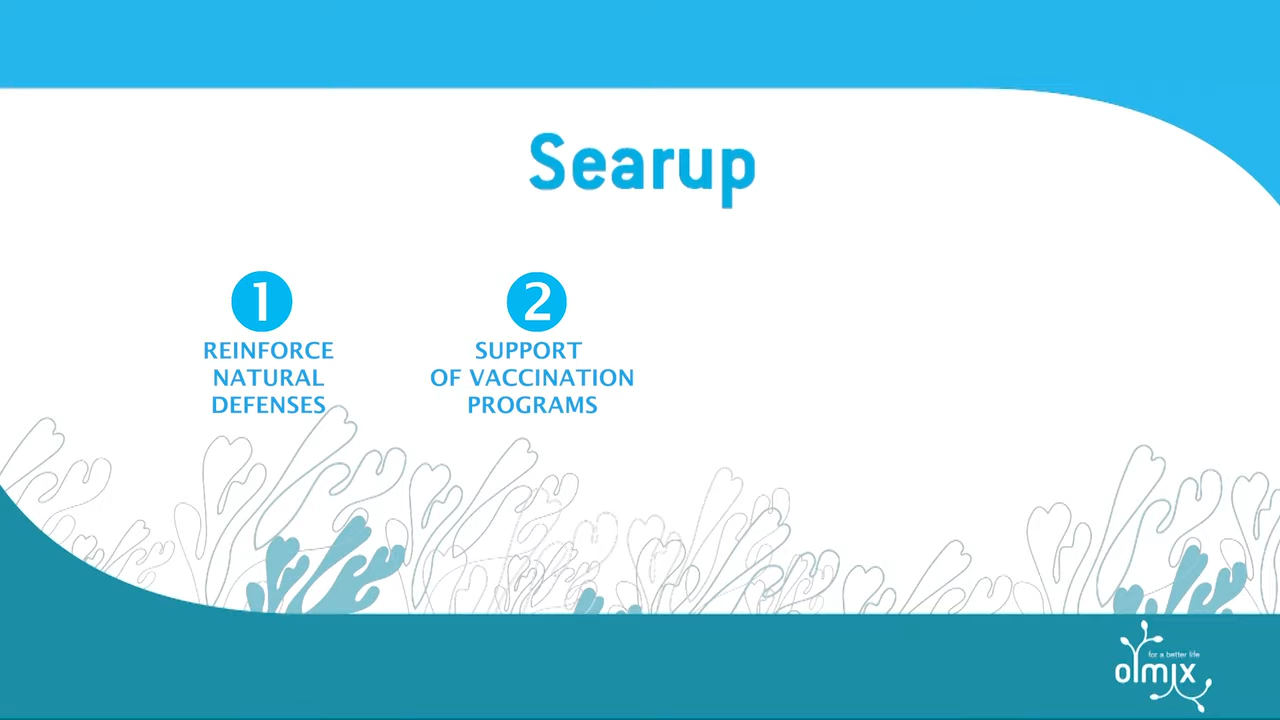 Searup
1
REINFORCE
NATURAL
DEFENSES
2
SUPPORT
OF VACCINATION
PROGRAMS
for a better life
olmix